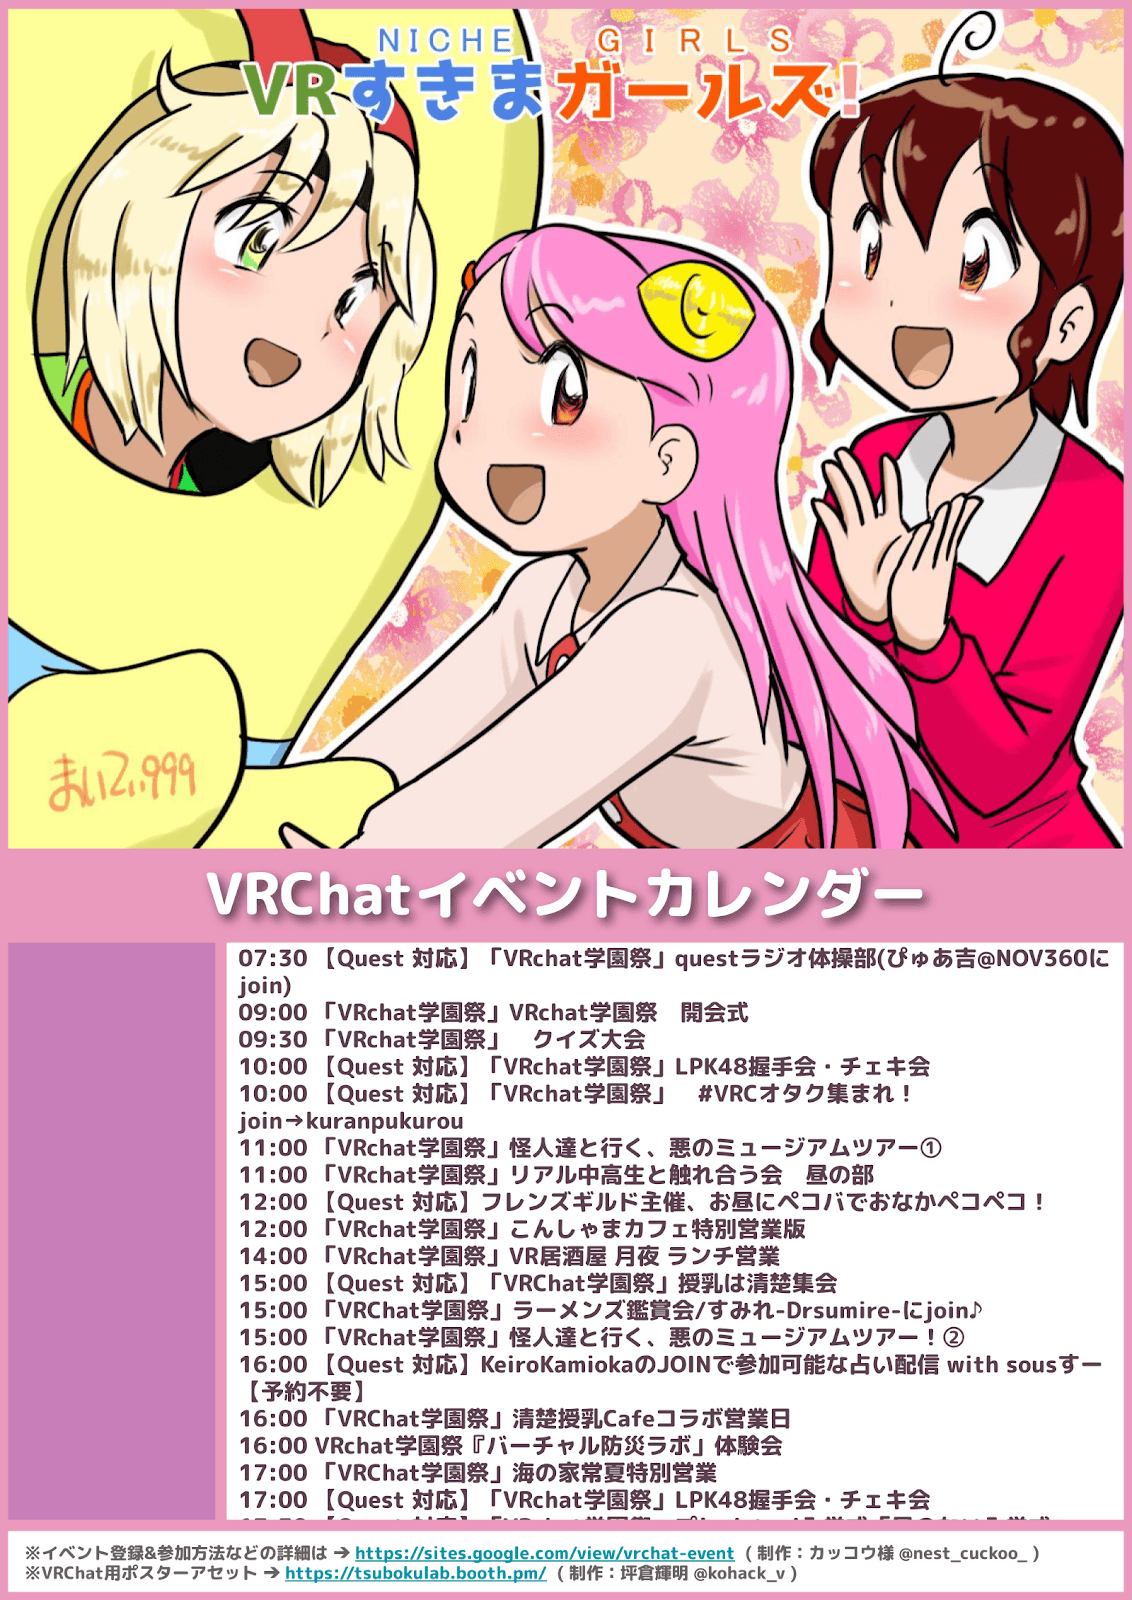 NICHE GIRLS
VRすきまガールズ!
まいこい999
VRChatイベントカレンダー
07:30 【Quest 対応】「VRchat学園祭」questラジオ体操部(ぴゅあ吉@NOV360に
join)
09:00 「VRchat学園祭」VRchat学園祭　開会式
09:30 「VRchat学園祭」　クイズ大会
10:00 【Quest 対応】「VRchat学園祭」LPK48握手会・チェキ会
10:00 【Quest 対応】「VRchat学園祭」　#VRCオタク集まれ！
join→kuranpukurou
11:00 「VRchat学園祭」怪人達と行く、悪のミュージアムツアー①
11:00 「VRchat学園祭」リアル中高生と触れ合う会　昼の部
12:00 【Quest 対応】フレンズギルド主催、お昼にペコバでおなかペコペコ！
12:00 「VRchat学園祭」こんしゃまカフェ特別営業版
14:00 「VRChat学園祭」VR居酒屋 月夜 ランチ営業
15:00 【Quest 対応】「VRChat学園祭」授乳は清楚集会
15:00 「VRChat学園祭」ラーメンズ鑑賞会/すみれ-Drsumire-にjoin♪
15:00 「VRChat学園祭」怪人達と行く、悪のミュージアムツアー！②
16:00 【Quest 対応】KeiroKamiokaのJOINで参加可能な占い配信 with sousすー
【予約不要】
16:00 「VRChat学園祭」清楚授乳Cafeコラボ営業日
16:00 VRchat学園祭『バーチャル防災ラボ」体験会
17:00 「VRChat学園祭」海の家常夏特別営業
17:00 【Quest 対応】「VRchat学園祭」LPK48握手会・チェキ会
※イベント登録&参加方法などの詳細は → https://sites.google.com/view/vrchat-event （ 制作：カッコウ様 @nest_cuckoo_ ）
※VRChat用ポスターアセット → https://tsubokulab.booth.pm/ （ 制作：坪倉輝明 @kohack_v ）